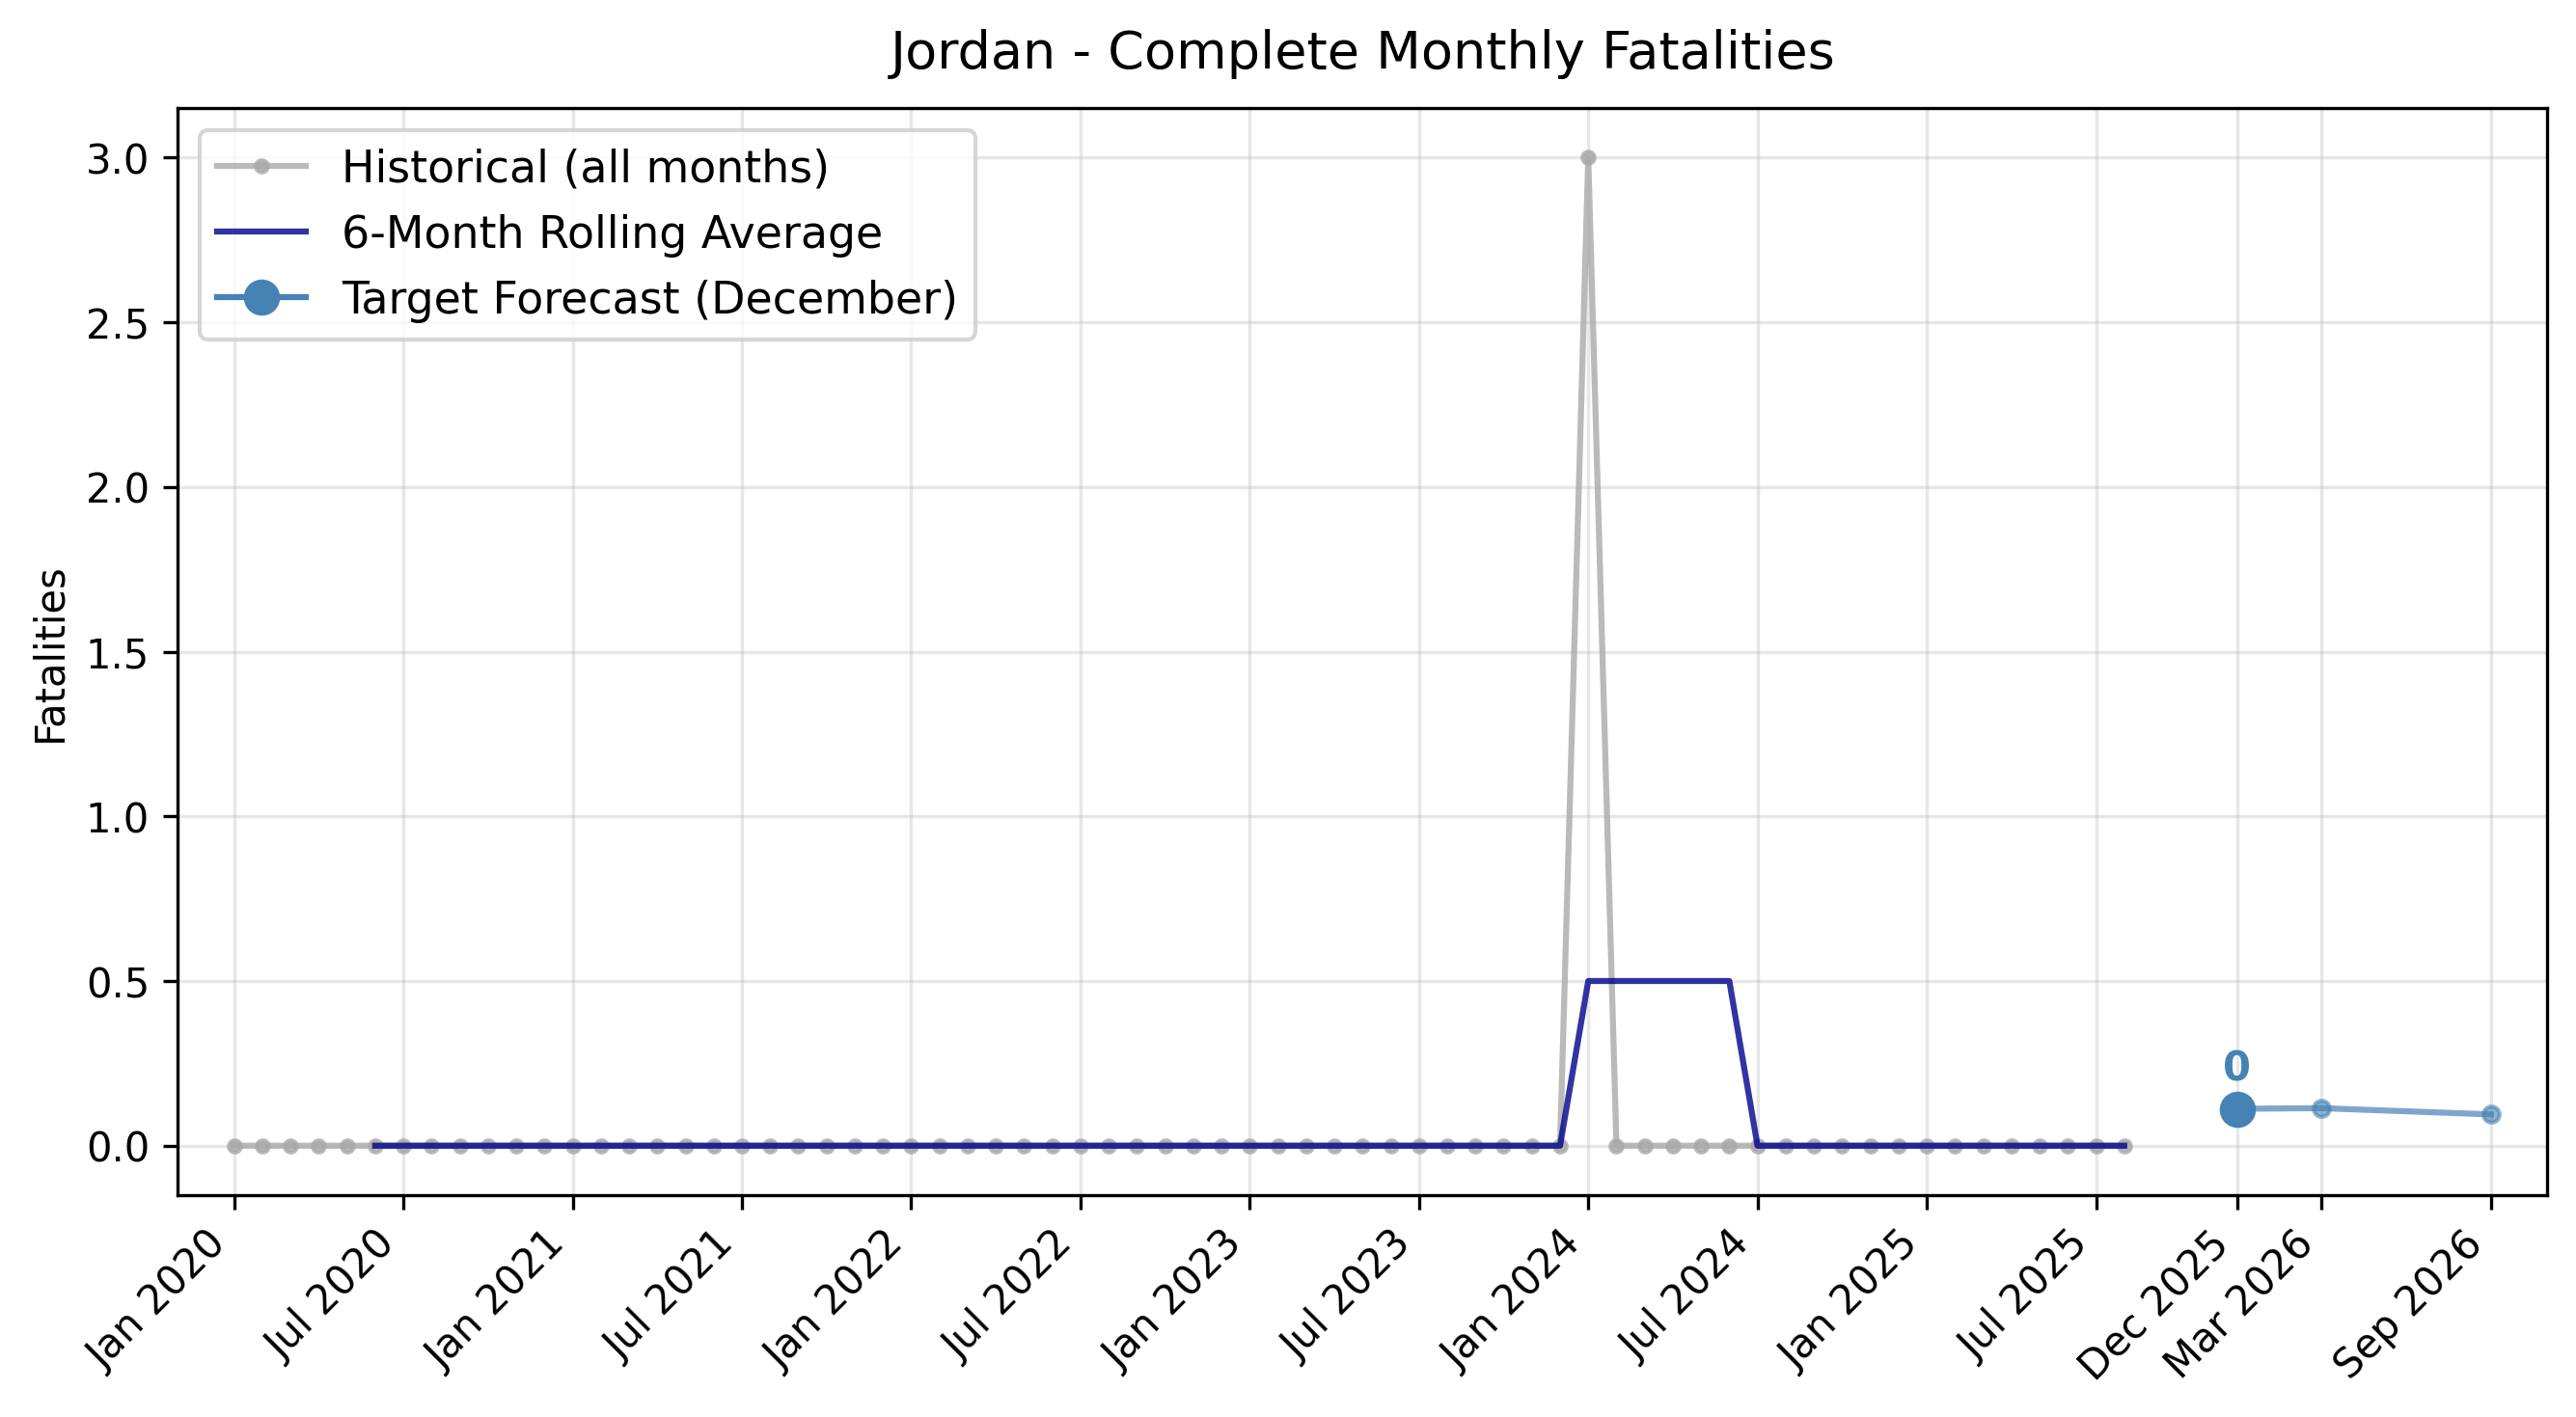 Jordan - Complete Monthly Fatalities
Historical (all months)
6-Month Rolling Average
Target Forecast (December)
Fatalities
3.0
2.5
2.0
1.5
1.0
0.5
0.0
0
Jan 2020
Jul 2020
Jan 2021
Jul 2021
Jan 2022
Jul 2022
Jan 2023
Jul 2023
Jan 2024
Jul 2024
Jan 2025
Jul 2025
Dec 2025
Mar 2026
Sep 2026